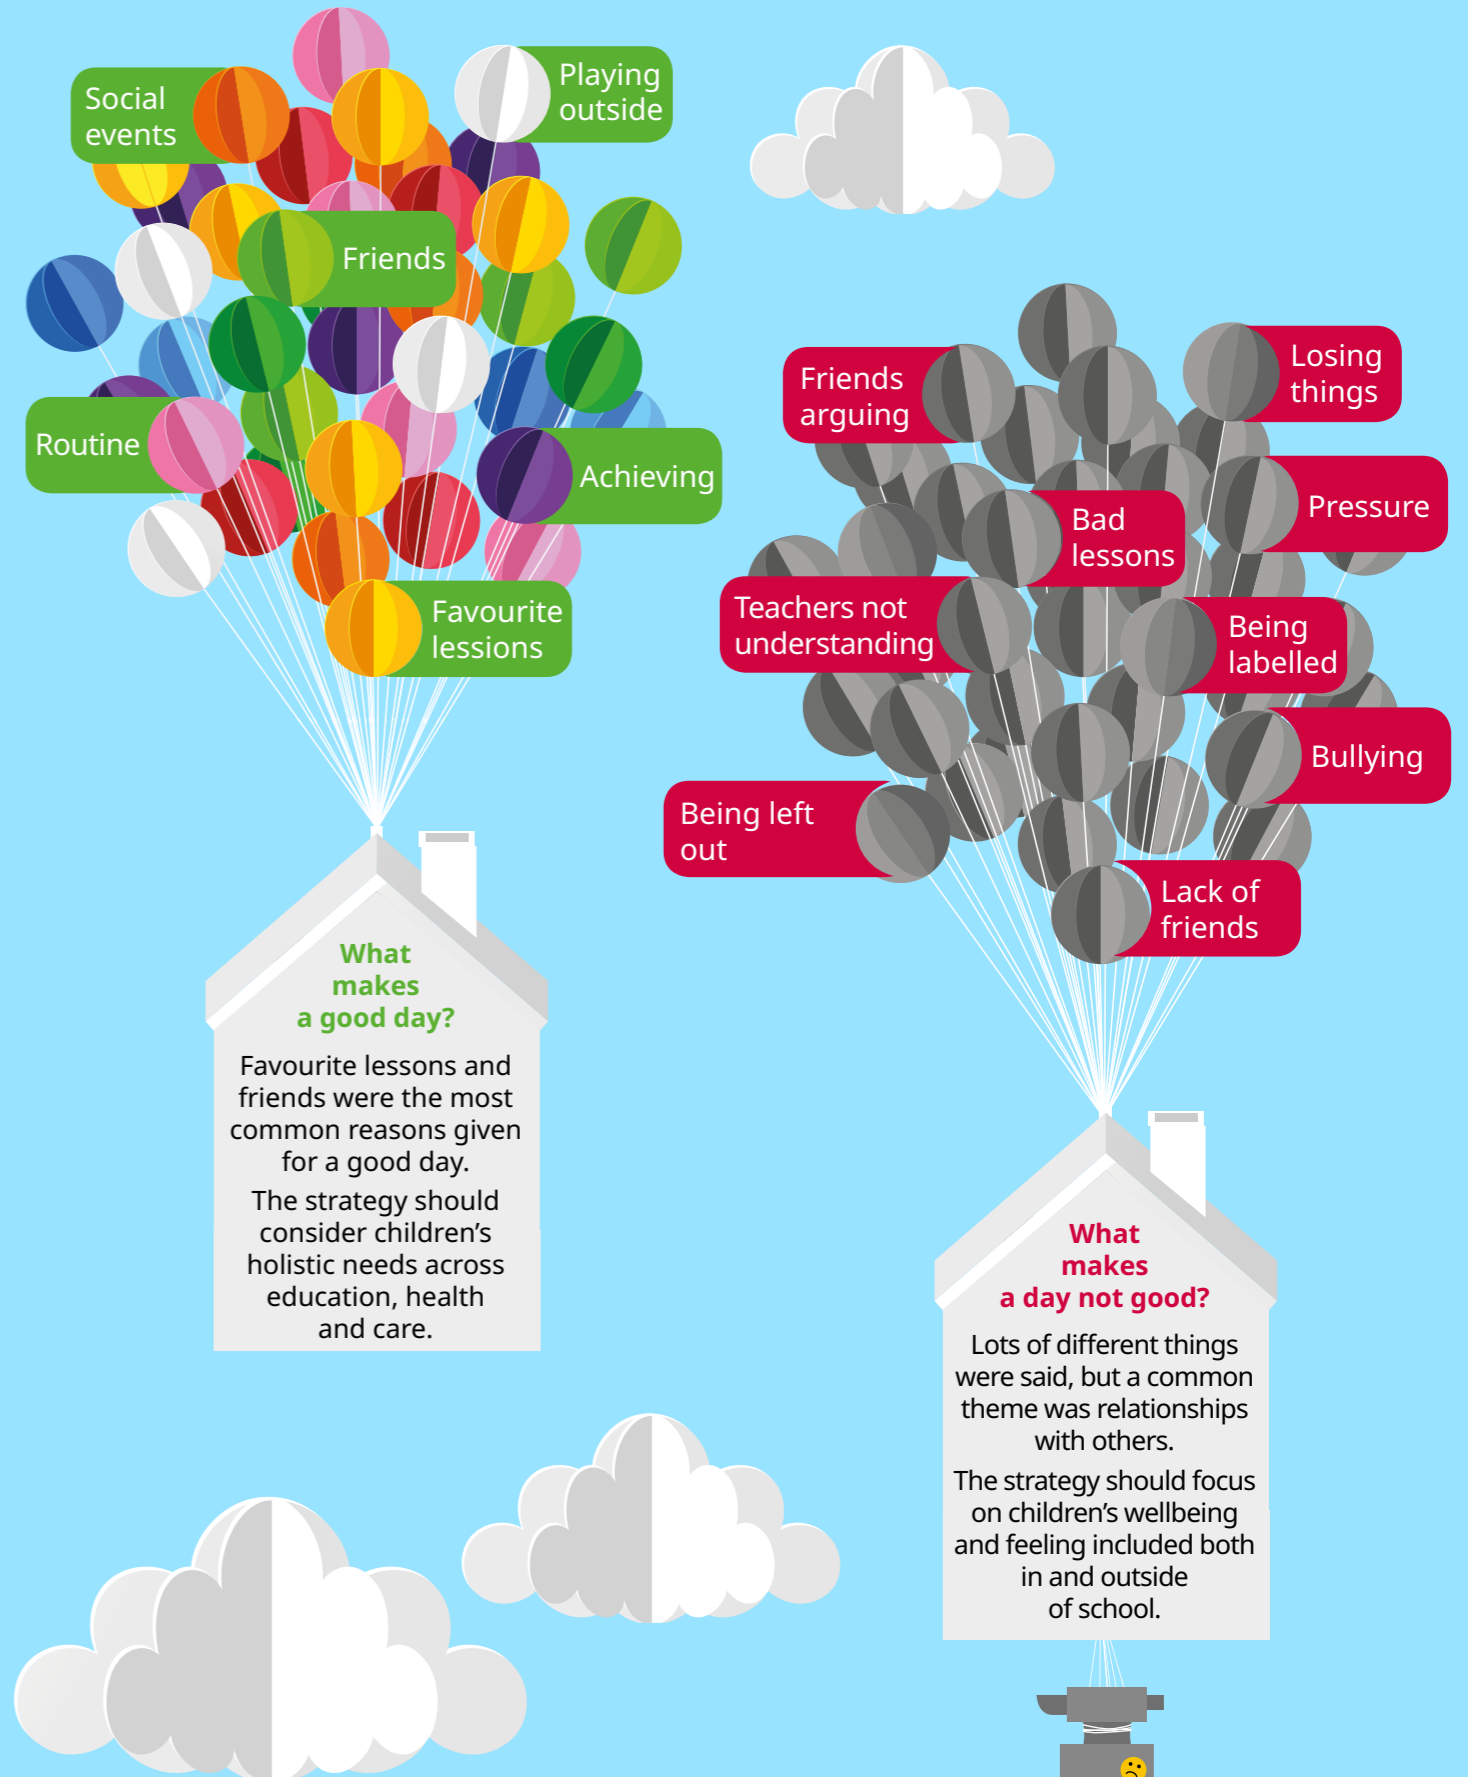 Social
events
Playing
outside
Friends
Routine
Achieving
Favourite
lessions
What
makes
a good day?
Favourite lessons and
friends were the most
common reasons given
for a good day.
The strategy should
consider children’s
holistic needs across
education, health
and care.
Friends
arguing
Losing
things
Pressure
Bad
lessons
Teachers not
understanding
Being
labelled
Bullying
Being left
out
Lack of
friends
What
makes
a day not good?
Lots of different things
were said, but a common
theme was relationships
with others.
The strategy should focus
on children’s wellbeing
and feeling included both
in and outside
of school.